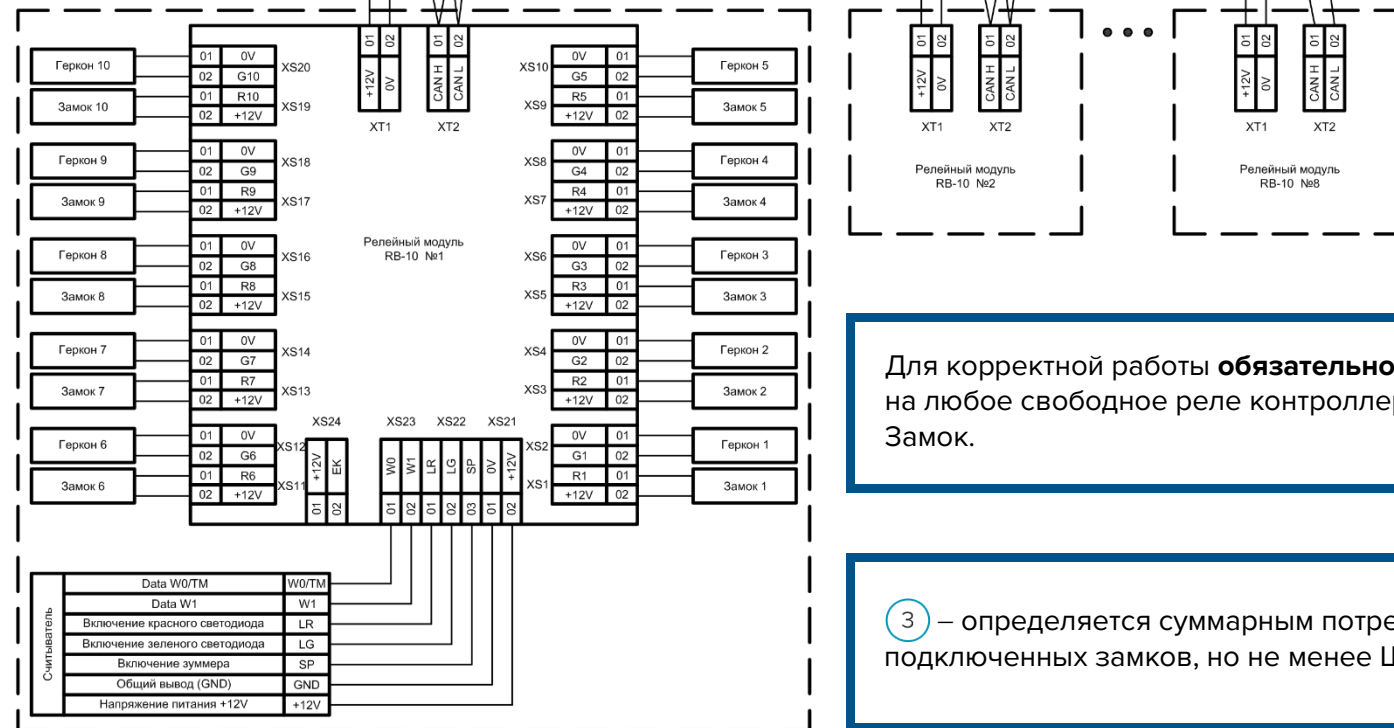 01 02 01 02
+12V 0V CAN H CAN L
XT1 XT2
Геркон 10
01 0V
02 G10
XS20
Замок 10
01 R10
02 +12V
XS19
Геркон 9
01 0V
02 G9
XS18
Замок 9
01 R9
02 +12V
XS17
Геркон 8
01 0V
02 G8
XS16
Замок 8
01 R8
02 +12V
XS15
Геркон 7
01 0V
02 G7
XS14
Замок 7
01 R7
02 +12V
XS13
Геркон 6
01 0V
02 G6
XS12
Замок 6
01 R6
02 +12V
XS11
Релейный модуль
RB-10 №1
XS10
0V 01
G5 02
Геркон 5
XS9
R5 01
+12V 02
Замок 5
XS8
0V 01
G4 02
Геркон 4
XS7
R4 01
+12V 02
Замок 4
XS6
0V 01
G3 02
Геркон 3
XS5
R3 01
+12V 02
Замок 3
XS4
0V 01
G2 02
Геркон 2
XS3
R2 01
+12V 02
Замок 2
XS2
0V 01
G1 02
Геркон 1
XS1
R1 01
+12V 02
Замок 1
XS24 XS23 XS22 XS21
+12V EK W0 W1 LR LG SP 0V +12V
01 02 01 02 01 02 03 01 02
Считыватель
Data W0/TM W0/TM
Data W1 W1
Включение красного светодиода LR
Включение зеленого светодиода LG
Включение зуммера SP
Общий вывод (GND) GND
Напряжение питания +12V +12V
01 02 01 02
+12V 0V CAN H CAN L
XT1 XT2
Релейный модуль
RB-10 №2
01 02 01 02
+12V 0V CAN H CAN L
XT1 XT2
Релейный модуль
RB-10 №8
Для корректной работы обязательно
на любое свободное реле контроллер
Замок.
3 – определяется суммарным потре
подключенных замков, но не менее Ш